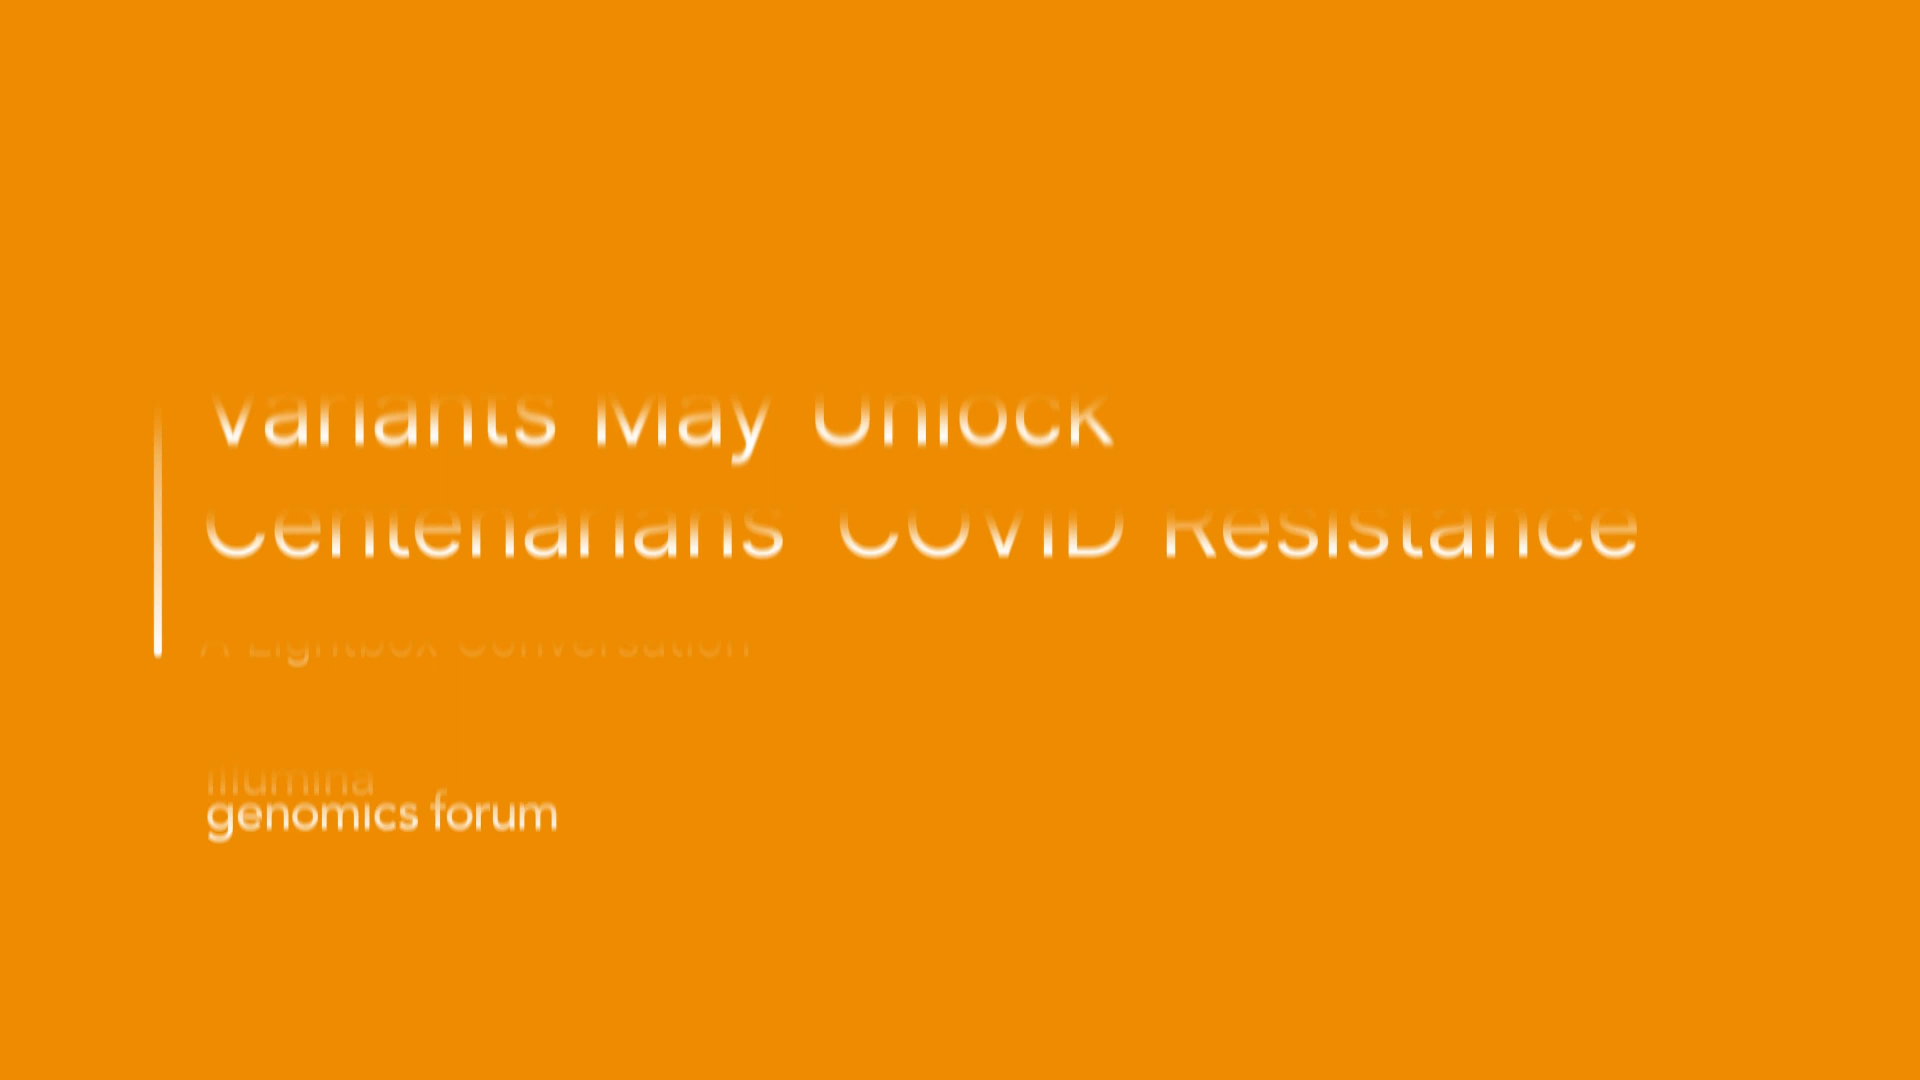 Variants May Unlock
Centenarians' COVID Resistance
A Lightbox Conversation
illumina
genomics forum